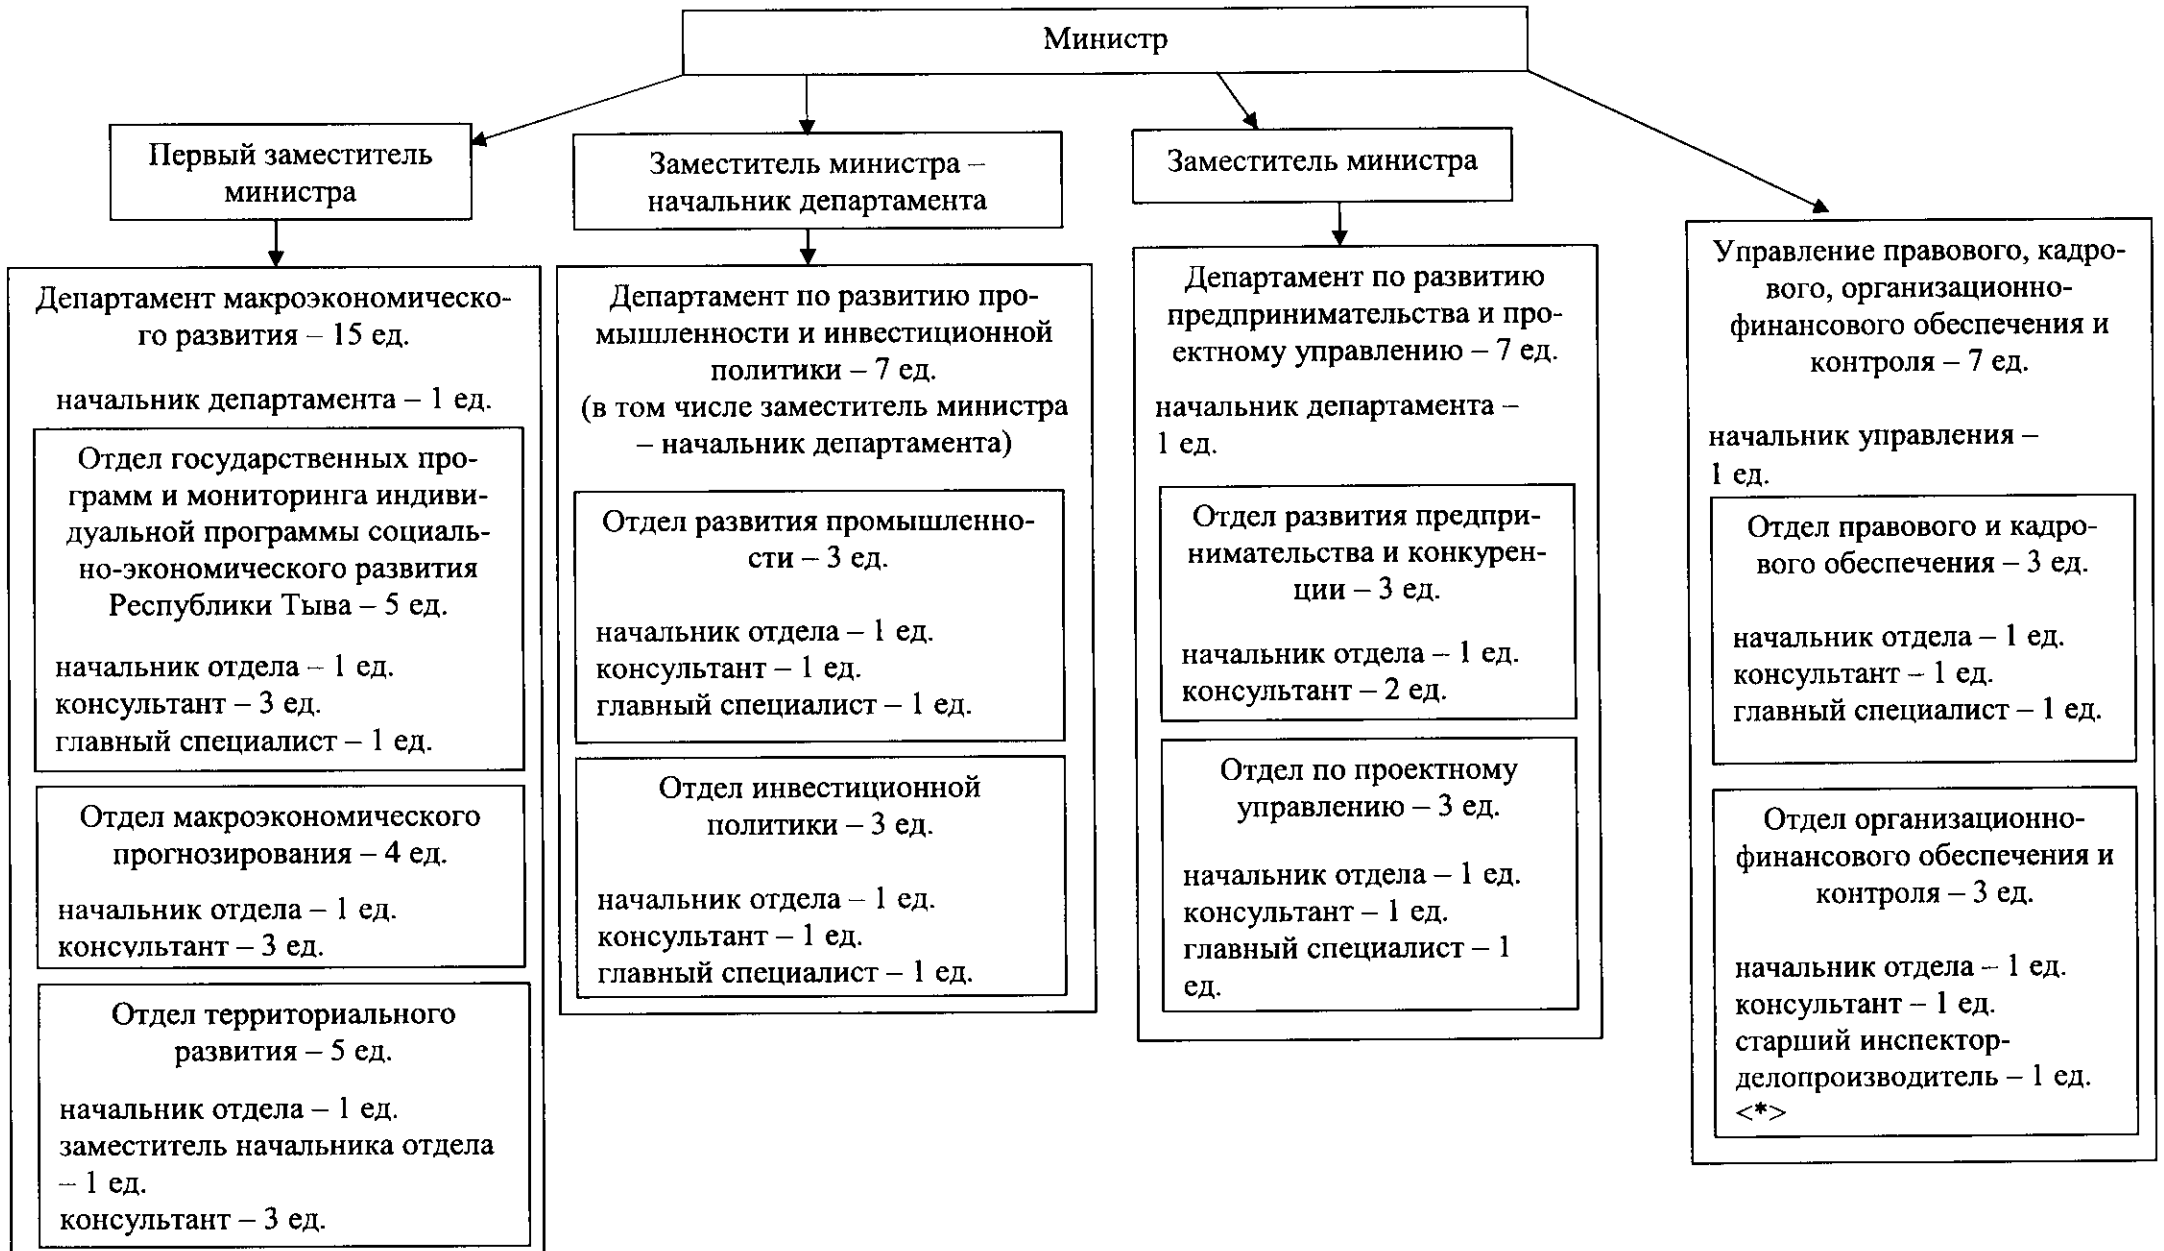 Министр
Первый заместитель
министра
Заместитель министра –
начальник департамента
Заместитель министра
Департамент макроэкономическо-
го развития – 15 ед.
начальник департамента – 1 ед.
Отдел государственных про-
грамм и мониторинга индиви-
дуальной программы социаль-
но-экономического развития
Республики Тыва – 5 ед.
начальник отдела – 1 ед.
консультант – 3 ед.
главный специалист – 1 ед.
Отдел макроэкономического
прогнозирования – 4 ед.
начальник отдела – 1 ед.
консультант – 3 ед.
Отдел территориального
развития – 5 ед.
начальник отдела – 1 ед.
заместитель начальника отдела
– 1 ед.
консультант – 3 ед.
Департамент по развитию про-
мышленности и инвестиционной
политики – 7 ед.
(в том числе заместитель министра
– начальник департамента)
Отдел развития промышленно-
сти – 3 ед.
начальник отдела – 1 ед.
консультант – 1 ед.
главный специалист – 1 ед.
Отдел инвестиционной
политики – 3 ед.
начальник отдела – 1 ед.
консультант – 1 ед.
главный специалист – 1 ед.
Департамент по развитию
предпринимательства и про-
ектному управлению – 7 ед.
начальник департамента –
1 ед.
Отдел развития предпри-
нимательства и конкурен-
ции – 3 ед.
начальник отдела – 1 ед.
консультант – 2 ед.
Отдел по проектному
управлению – 3 ед.
начальник отдела – 1 ед.
консультант – 1 ед.
главный специалист – 1
ед.
Управление правового, кадро-
вого, организационно-
финансового обеспечения и
контроля – 7 ед.
начальник управления –
1 ед.
Отдел правового и кадро-
вого обеспечения – 3 ед.
начальник отдела – 1 ед.
консультант – 1 ед.
главный специалист – 1 ед.
Отдел организационно-
финансового обеспечения и
контроля – 3 ед.
начальник отдела – 1 ед.
консультант – 1 ед.
старший инспектор-
делопроизводитель – 1 ед.
<*>